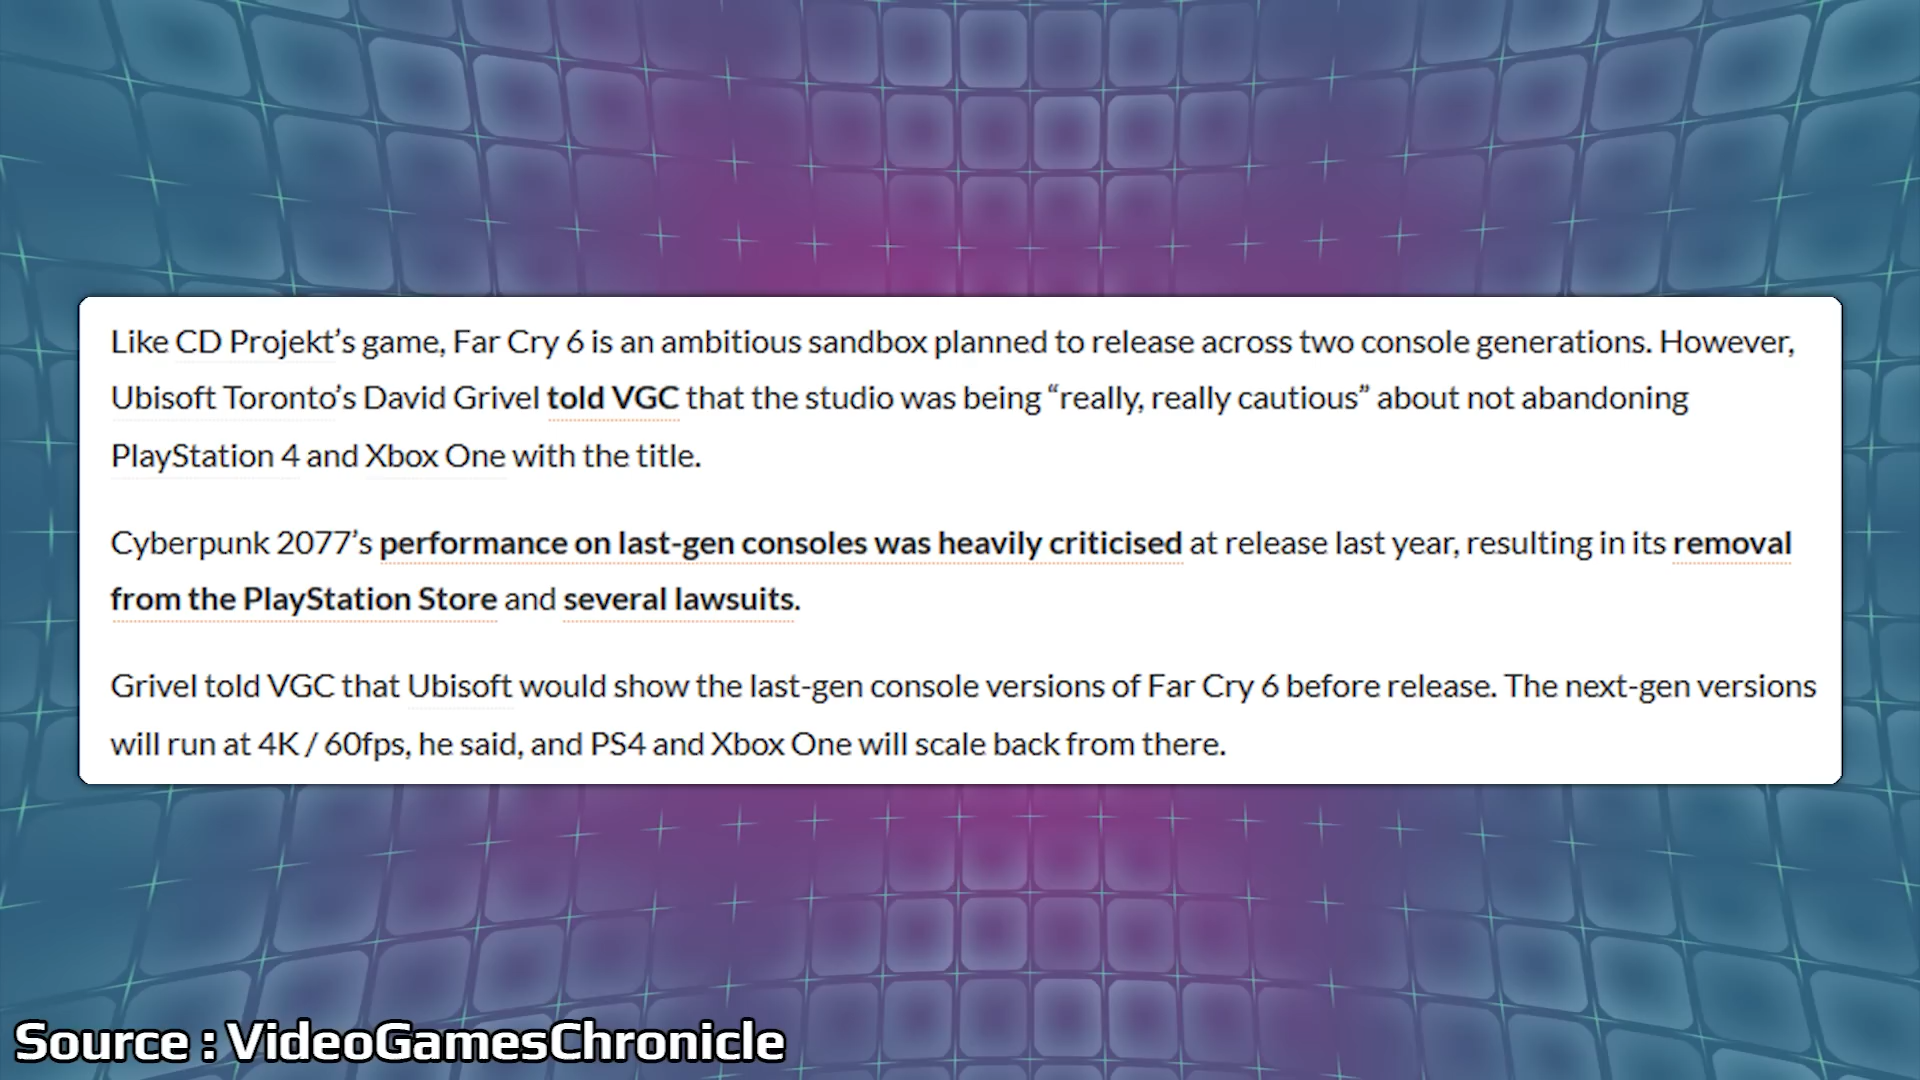 Like CD Projekt’s game, Far Cry 6 is an ambitious sandbox planned to release across two console generations. However,
Ubisoft Toronto’s David Grivel told VGC that the studio was being “really, really cautious” about not abandoning
PlayStation 4 and Xbox One with the title.
Cyberpunk 2077’s performance on last-gen consoles was heavily criticised at release last year, resulting in its removal
from the PlayStation Store and several lawsuits.
Grivel told VGC that Ubisoft would show the last-gen console versions of Far Cry 6 before release. The next-gen versions
will run at 4K / 60fps, he said, and PS4 and Xbox One will scale back from there.
Source : VideoGamesChronicle